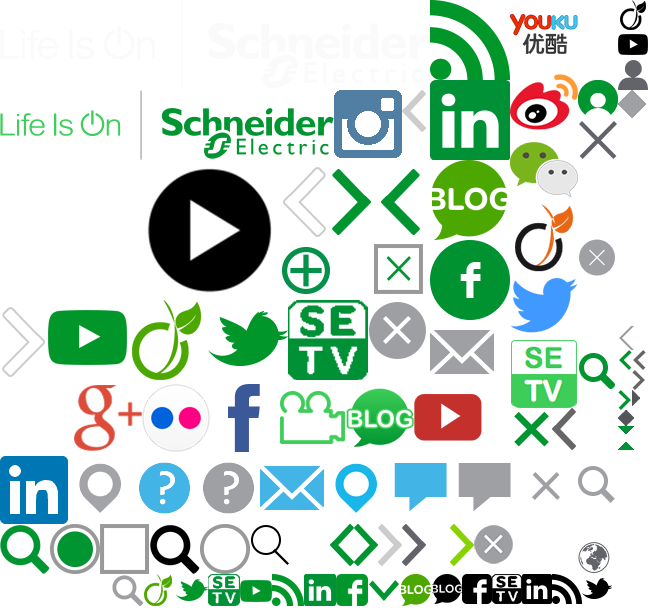 Life Is On
Schneider
Electric
YOUKU
优酷
Life Is On
Schneider
Electric
in
BLOG
f
SE
TV
SE
TV
g+
f
BLOG
in
?
?
SE
TV
in
f
BLOG
BLOG
f
SE
TV
in